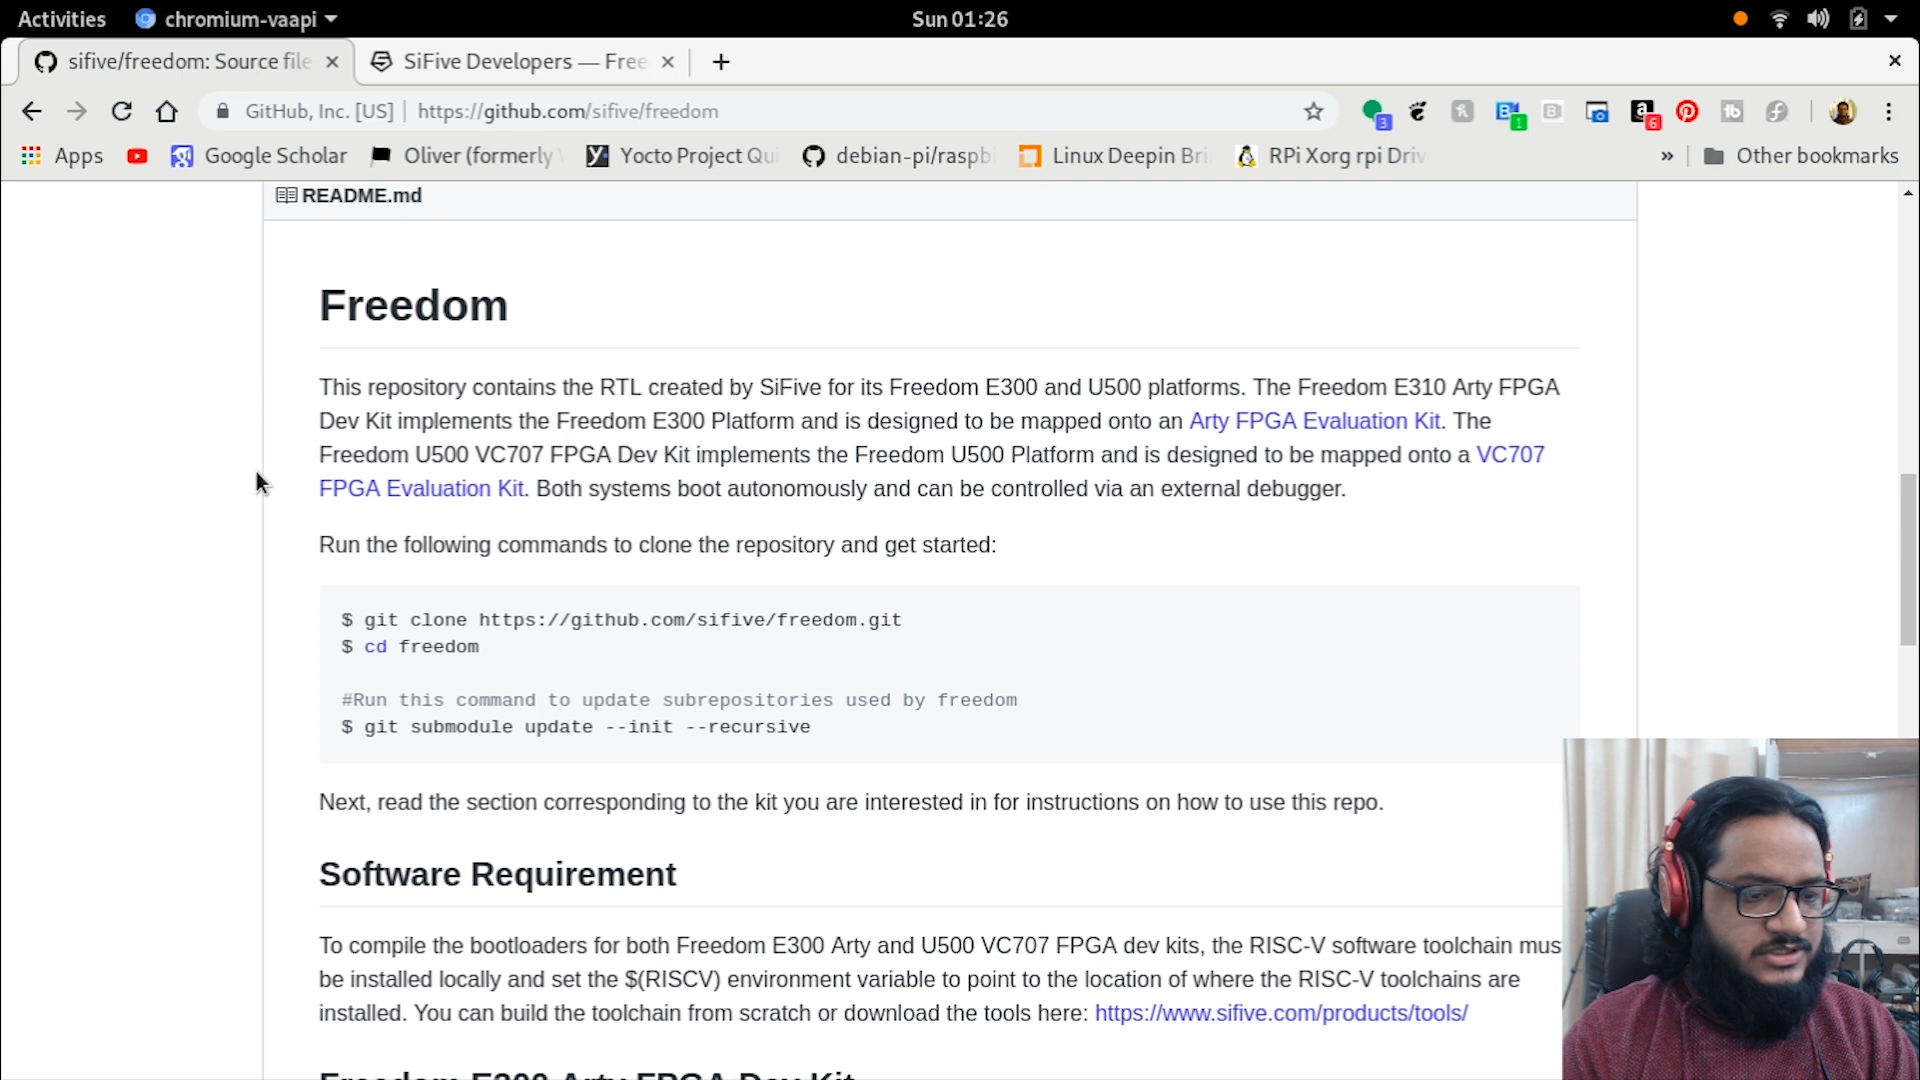 Activities chromium-vaapi Sun 01:26
sifive/freedom: Source file SiFive Developers — Free
GitHub, Inc. [US] https://github.com/sifive/freedom 3 1 6
Apps Google Scholar Oliver (formerly Yocto Project Qui debian-pi/raspbi Linux Deepin Bri RPi Xorg rpi Driv » Other bookmarks
README.md
Freedom
This repository contains the RTL created by SiFive for its Freedom E300 and U500 platforms. The Freedom E310 Arty FPGA
Dev Kit implements the Freedom E300 Platform and is designed to be mapped onto an Arty FPGA Evaluation Kit. The
Freedom U500 VC707 FPGA Dev Kit implements the Freedom U500 Platform and is designed to be mapped onto a VC707
FPGA Evaluation Kit. Both systems boot autonomously and can be controlled via an external debugger.
Run the following commands to clone the repository and get started:
$ git clone https://github.com/sifive/freedom.git
$ cd freedom
#Run this command to update subrepositories used by freedom
$ git submodule update --init --recursive
Next, read the section corresponding to the kit you are interested in for instructions on how to use this repo.
Software Requirement
To compile the bootloaders for both Freedom E300 Arty and U500 VC707 FPGA dev kits, the RISC-V software toolchain mus
be installed locally and set the $(RISCV) environment variable to point to the location of where the RISC-V toolchains are
installed. You can build the toolchain from scratch or download the tools here: https://www.sifive.com/products/tools/
Freedom E300 Arty FPGA Dev Kit